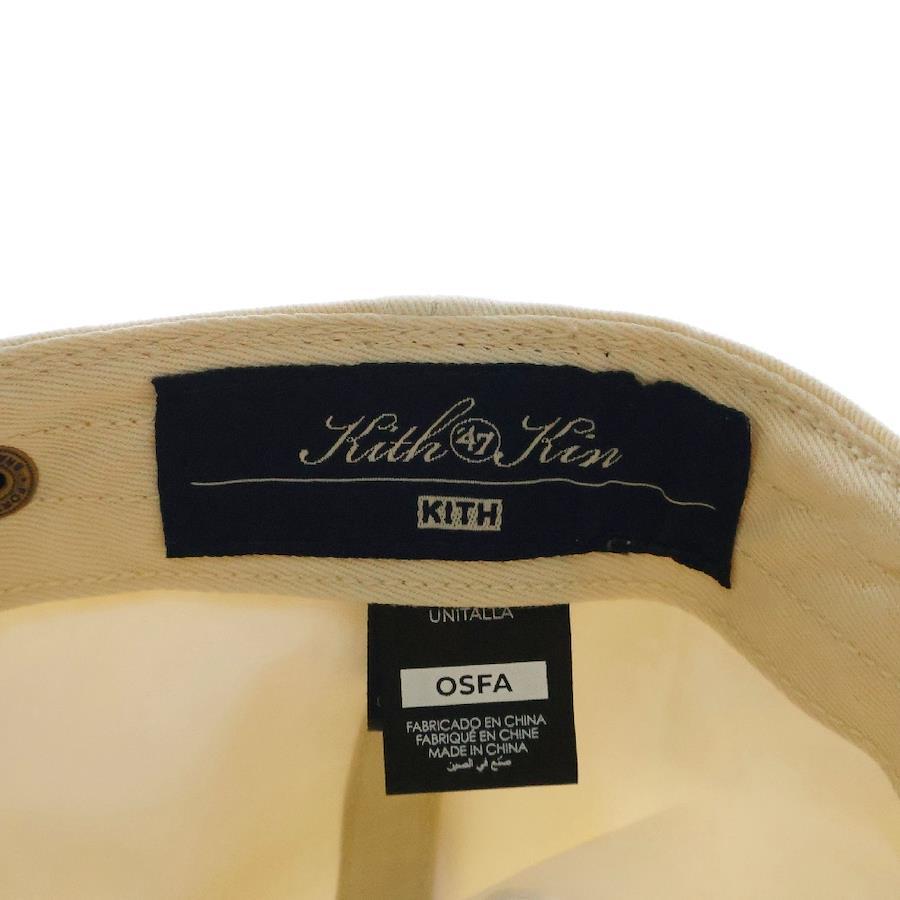 Kith '47 Kin
KITH
UNITALLA
OSFA
FABRICADO EN CHINA
FABRIQUÉ EN CHINE
MADE IN CHINA
صنع في الصين